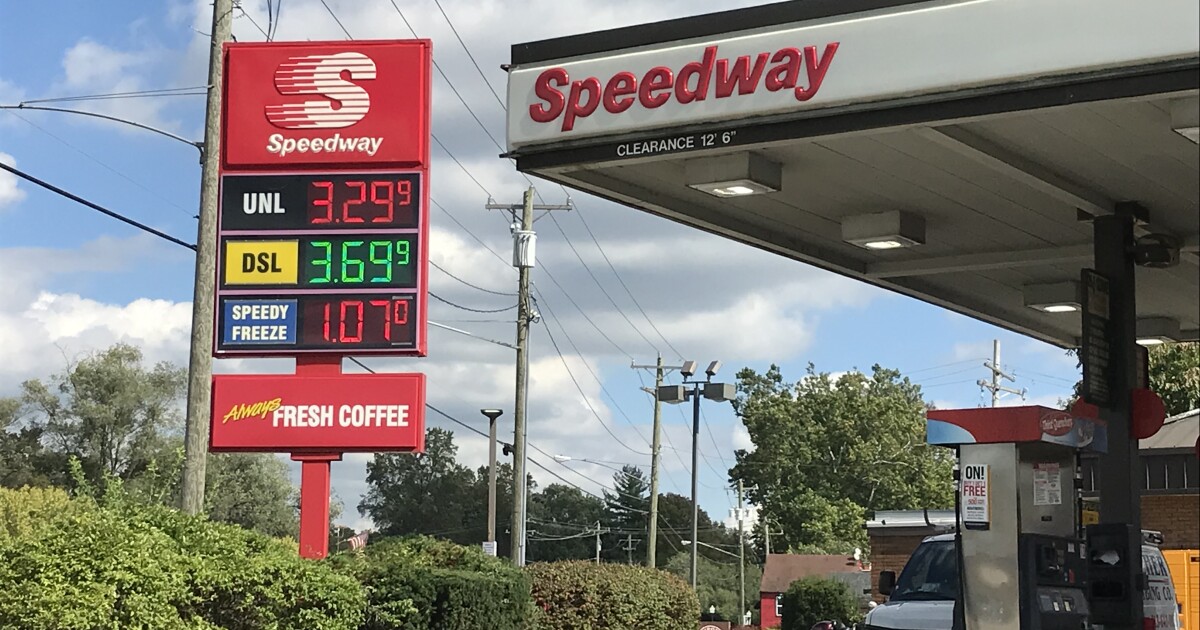 S
Speedway
UNL 3.29 9
DSL 3.69 9
SPEEDY
FREEZE 1.07 0
Always FRESH COFFEE
Speedway
CLEARANCE 12' 6"
ON!
FREE